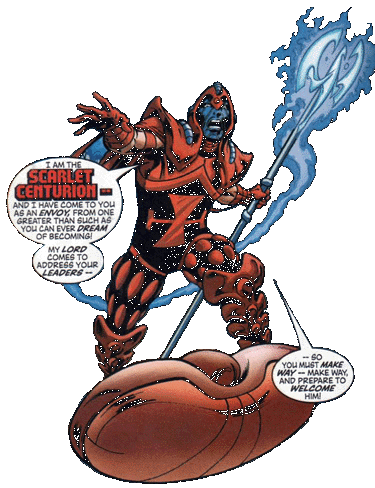 I AM THE
SCARLET
CENTURION --
AND I HAVE COME TO YOU
AS AN ENVOY, FROM ONE
GREATER THAN SUCH AS
YOU CAN EVER DREAM
OF BECOMING!
MY LORD
COMES TO
ADDRESS YOUR
LEADERS --
-- SO
YOU MUST MAKE
WAY -- MAKE WAY,
AND PREPARE TO
WELCOME
HIM!